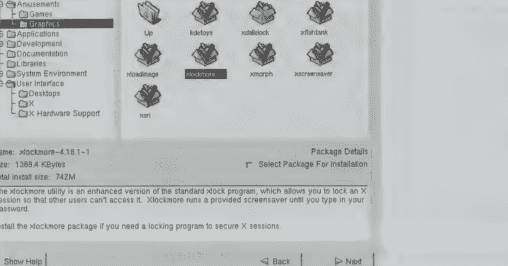 Amusements
Games
Graphics
Applications
Development
Documentation
Libraries
System Environment
User Interface
Desktops
X
X Hardware Support
Up kdetoys xdaliclock xfishtank
xloadimage xlockmore xmorph xscreensaver
xsri
ame: xlockmore-4.16.1-1 Package Details
ze: 1369.4 KBytes Select Package For Installation
tal install size: 742M
he xlockmore utility is an enhanced version of the standard xlock program, which allows you to lock an X
ession so that other users can't access it. Xlockmore runs a provided screensaver until you type in your
assword.
nstall the xlockmore package if you need a locking program to secure X sessions.
Show Help Back Next